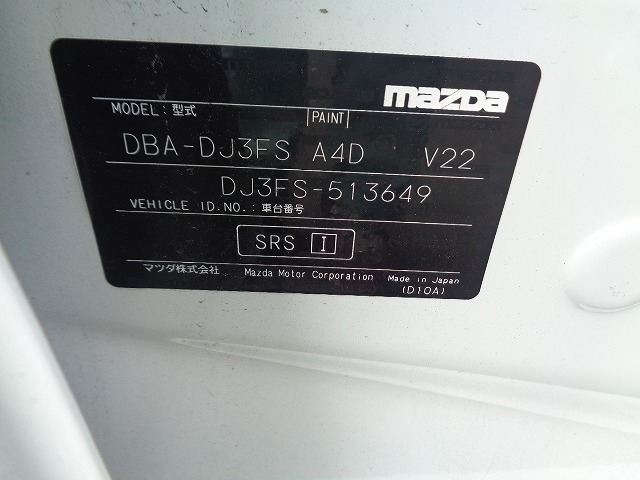 mazda
MODEL:型式 PAINT
DBA-DJ3FS A4D V22
DJ3FS-513649
VEHICLE ID.NO.:車台番号
SRS I
マツダ株式会社 Mazda Motor Corporation Made in Japan
(D10A)